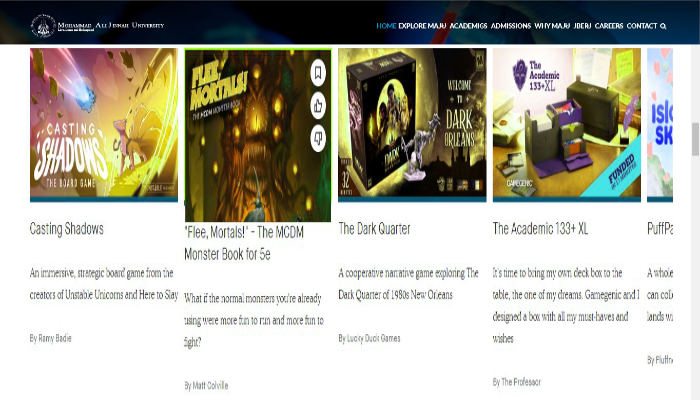 MOHAMMAD ALI JINNAH UNIVERSITY
HOME EXPLORE MAJU ACADEMICS ADMISSIONS WHY MAJU JBERJ CAREERS CONTACT
CASTING
SHADOWS
THE BOARD GAME
FLEE,
MORTALS!
THE MCDM MONSTER BOOK
WELCOME
TO
DARK
ORLEANS
DARK
32
The
Academic
133+XL
GAMEGENIC
FUNDED
Casting Shadows
An immersive, strategic board game from the
creators of Unstable Unicorns and Here to Slay
By Ramy Badie
"Flee, Mortals!" - The MCDM
Monster Book for 5e
What if the normal monsters you're already
using were more fun to run and more fun to
fight?
By Matt Colville
The Dark Quarter
A cooperative narrative game exploring The
Dark Quarter of 1980s New Orleans
By Lucky Duck Games
The Academic 133+ XL
It's time to bring my own deck box to the
table, the one of my dreams. Gamegenic and I
designed a box with all my must-haves and
wishes
By The Professor
PuffPa
A whole
can col
lands wi
By Fluffn